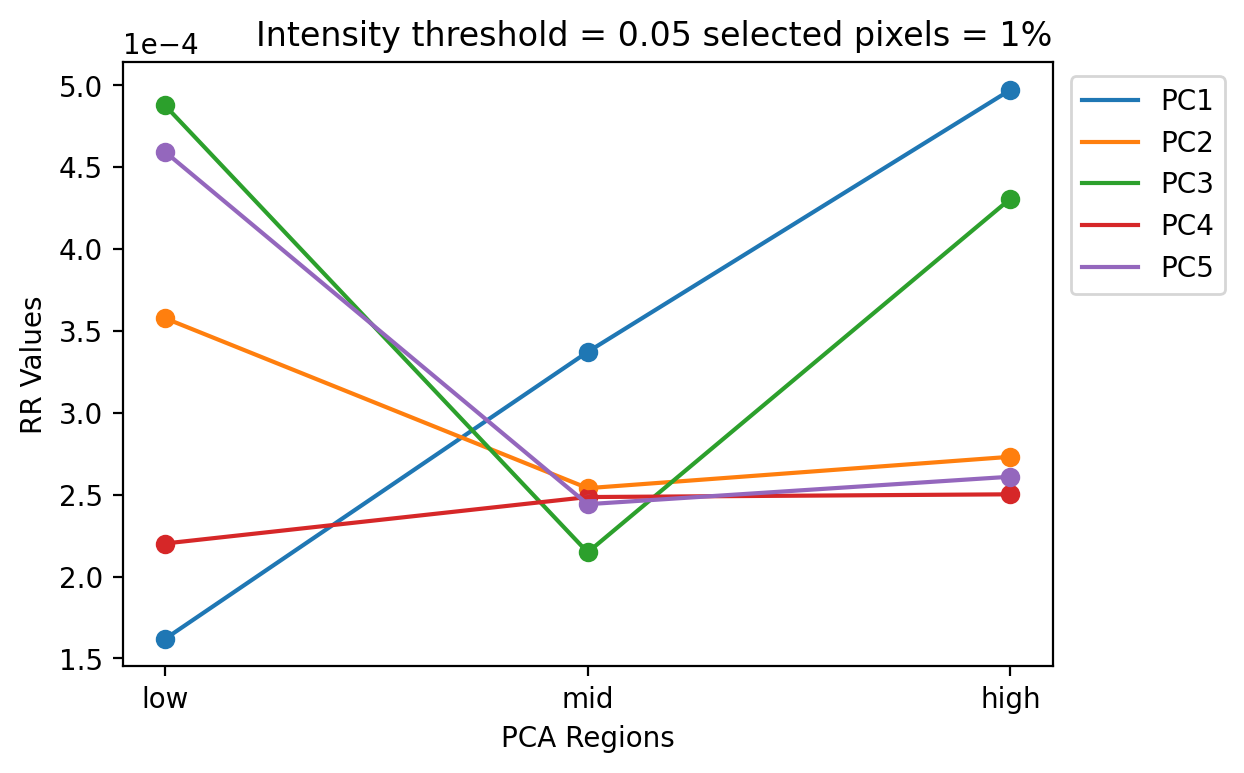 Intensity threshold = 0.05 selected pixels = 1%
1e−4
5.0
4.5
4.0
3.5
3.0
2.5
2.0
1.5
RR Values
low
mid
high
PCA Regions
PC1
PC2
PC3
PC4
PC5